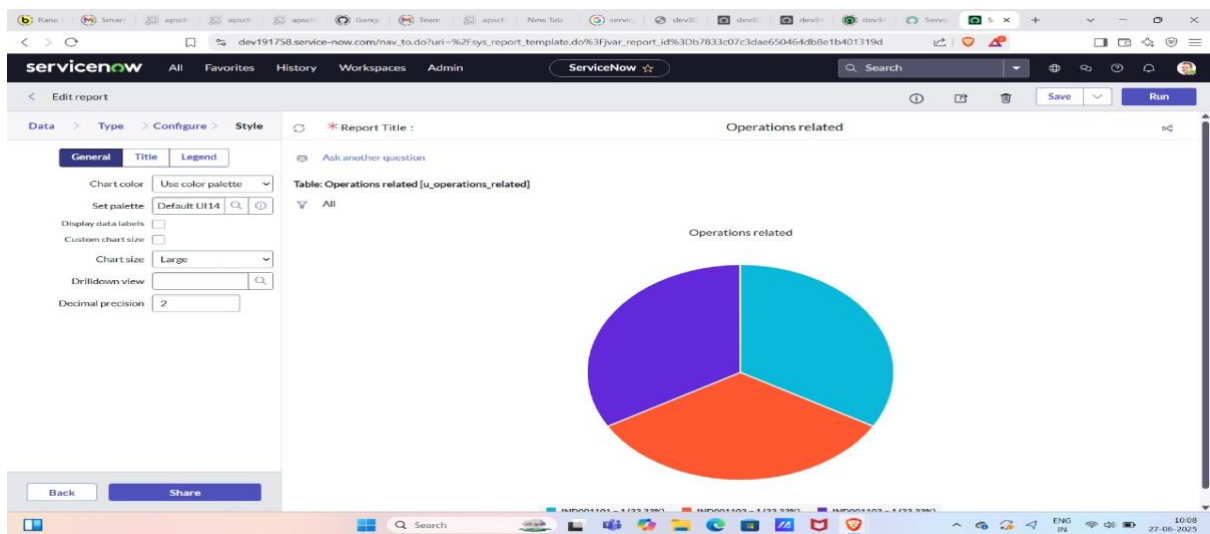 Smart
New Tab
dev191758.service-now.com/nav_to.do?uri=%2Fsys_report_template.do%3Fjvar_report_id%3Db7833c07c3dae650464db8e1b401319d
servicenow All Favorites History Workspaces Admin ServiceNow Search
Edit report Save Run
Data > Type > Configure > Style * Report Title : Operations related
General Title Legend Ask another question
Chart color Use color palette Table: Operations related [u_operations_related]
Set palette Default UI14 All
Display data labels
Custom chart size Operations related
Chart size Large
Drilldown view
Decimal precision 2
Back Share
Search
ENG 10:08
IN 27-06-2025